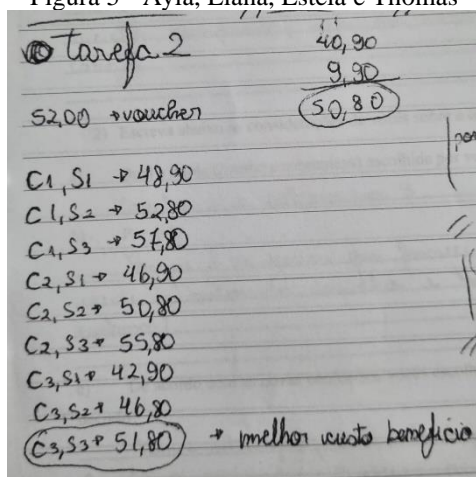 Figura 5 - Ayla, Eliana, Estela e Thomas
Tarefa 2
40,90
9,90
50,80
52,00 → voucher
C1, S1 → 48,90
C1, S2 → 52,80
C1, S3 → 57,80
C2, S1 → 46,90
C2, S2 → 50,80
C2, S3 → 55,80
C3, S1 → 42,90
C3, S2 → 46,80
C3, S3 → 51,80 → melhor custo beneficio